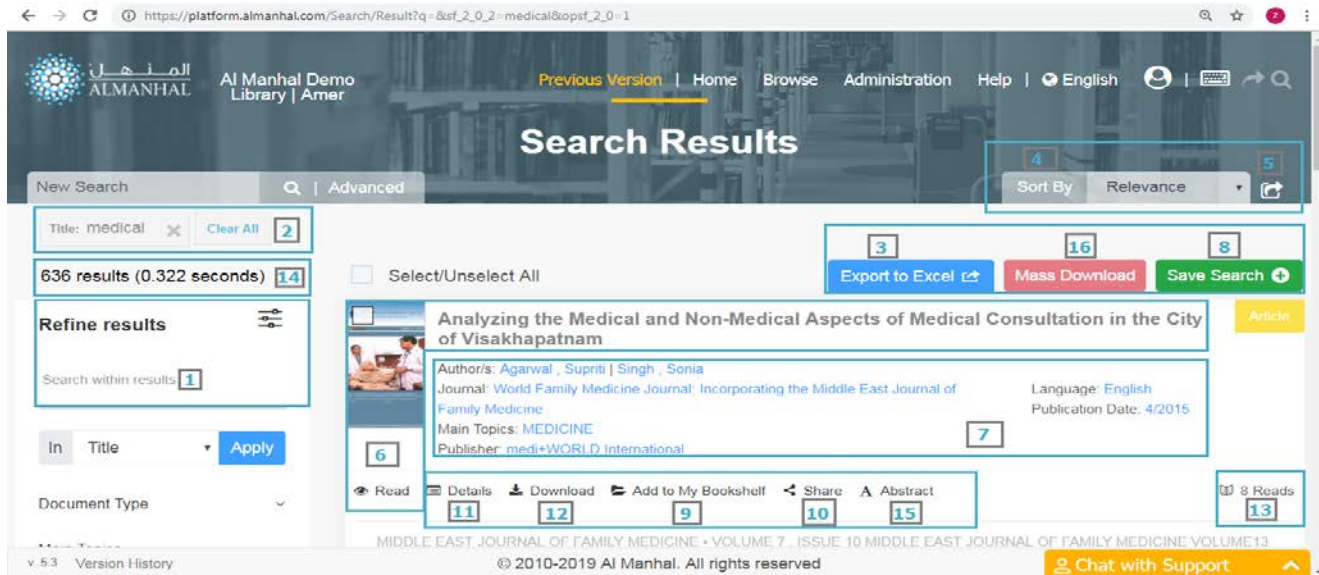 https://platform.almanhal.com/Search/Result?q=&sf_2_0_2=medical&opsf_2_0=1
z
المنهل
ALMANHAL
Al Manhal Demo
Library | Amer
Previous Version | Home Browse Administration Help | English
Search Results
4
5
New Search | Advanced
Sort By Relevance
Title: medical Clear All 2
3 16 8
636 results (0.322 seconds) 14
Select/Unselect All
Export to Excel Mass Download Save Search
Refine results
Search within results 1
Analyzing the Medical and Non-Medical Aspects of Medical Consultation in the City
of Visakhapatnam
Article
Author/s: Agarwal , Supriti | Singh , Sonia
Journal: World Family Medicine Journal: Incorporating the Middle East Journal of
Family Medicine
Language: English
Publication Date: 4/2015
Main Topics: MEDICINE
Publisher: medi+WORLD International
7
In Title Apply
6
Read Details Download Add to My Bookshelf Share A Abstract
8 Reads
11 12 9 10 15 13
Document Type
MIDDLE EAST JOURNAL OF FAMILY MEDICINE • VOLUME 7 , ISSUE 10 MIDDLE EAST JOURNAL OF FAMILY MEDICINE VOLUME13
v.5.3 Version History
© 2010-2019 Al Manhal. All rights reserved
Chat with Support